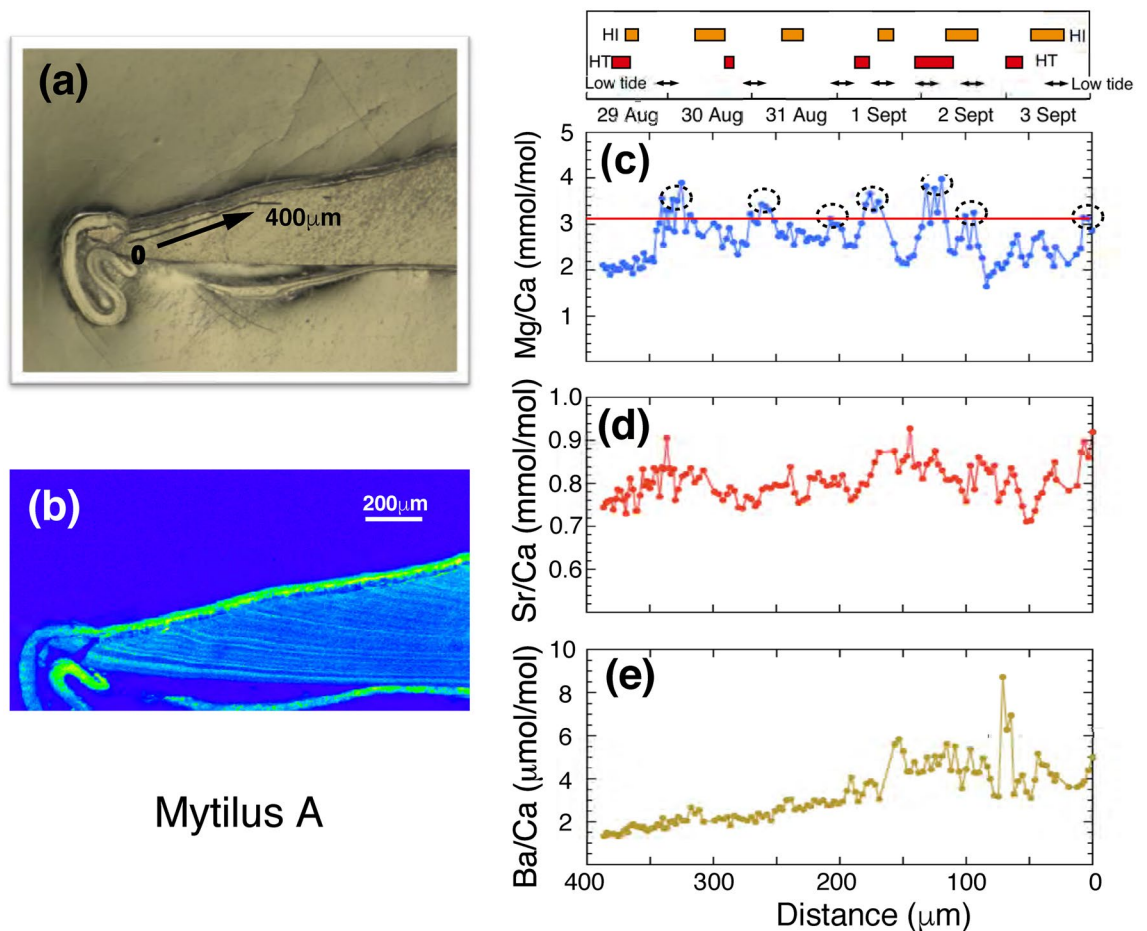 (a)
0
400μm
(b)
200μm
Mytilus A
HI
HI
HT
HT
Low tide
Low tide
29 Aug 30 Aug 31 Aug 1 Sept 2 Sept 3 Sept
(c)
Mg/Ca (mmol/mol)
5
4
3
2
1
(d)
Sr/Ca (mmol/mol)
1.0
0.9
0.8
0.7
0.6
(e)
Ba/Ca (μmol/mol)
10
8
6
4
2
400 300 200 100 0
Distance (μm)